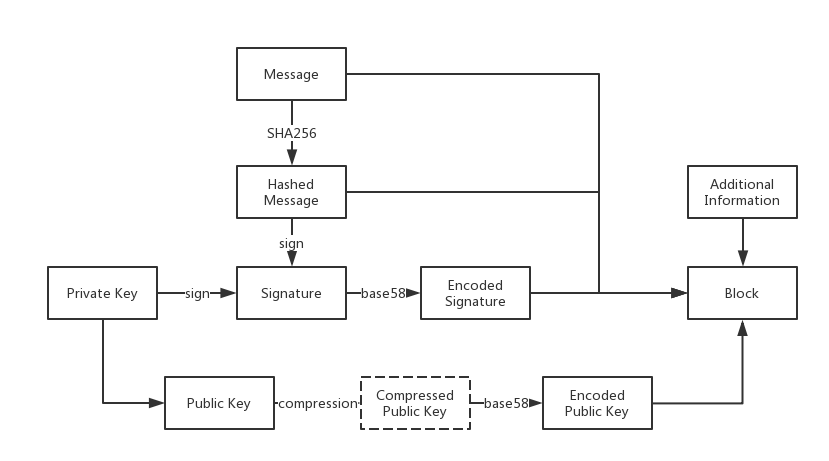 Message
SHA256
Hashed
Message
Additional
Information
sign
Private Key
sign
Signature
base58
Encoded
Signature
Block
Public Key
compression
Compressed
Public Key
base58
Encoded
Public Key